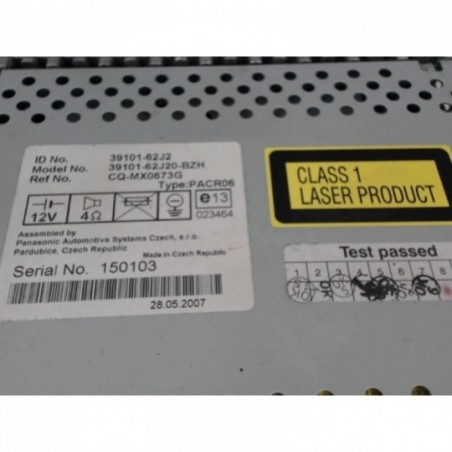 ID No. 39101-62J2
Model No. 39101-62J20-BZH
Ref No. CQ-MX0673G
Type:PACR06
12V
4Ω
e13
023464
Assembled by
Panasonic Automotive Systems Czech, s.r.o.
Pardubice, Czech Republic
Made in Czech Republic
Serial No. 150103
28.05.2007
CLASS 1
LASER PRODUCT
Test passed
1 2 3 4 5 6 7 8